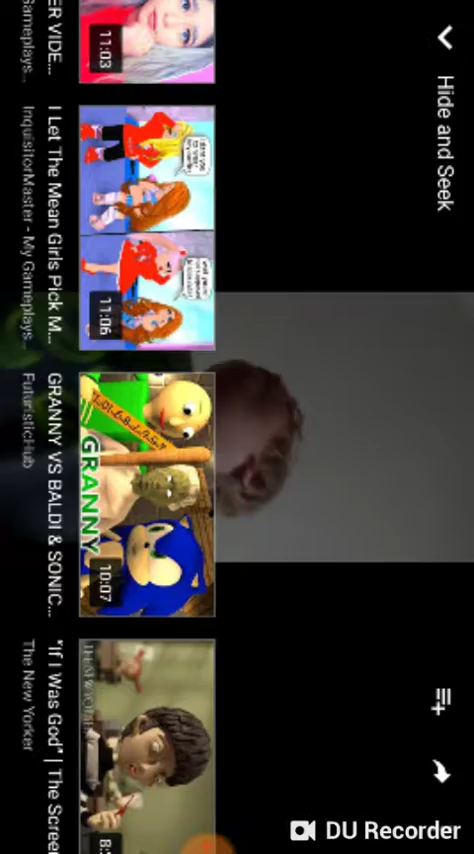 Hide and Seek
11:03
ER VIDE...
Gameplays...
11:06
I Let The Mean Girls Pick M...
InquisitorMaster - My Gameplays...
GRANNY
10:07
GRANNY VS BALDI & SONIC...
FuturisticHub
"If I Was God" | The Screen
The New Yorker
DU Recorder